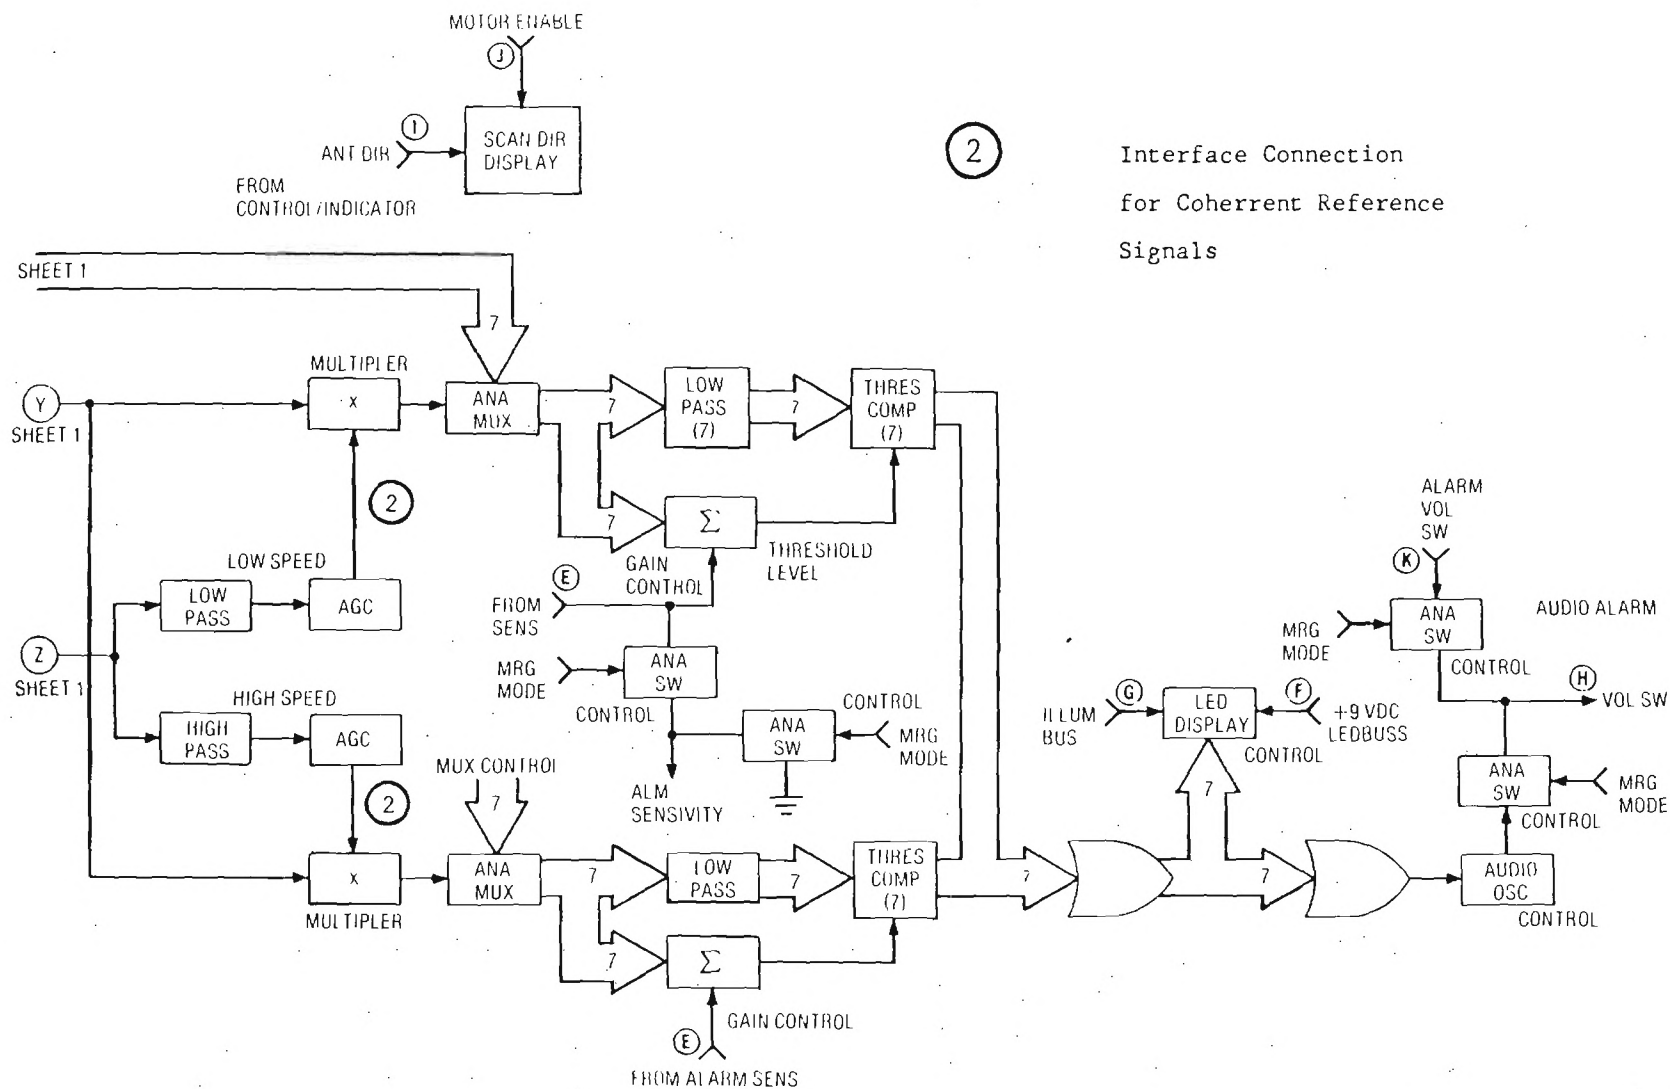 MOTOR ENABLE
J
I
ANT DIR
SCAN DIR
DISPLAY
FROM
CONTROL/INDICATOR
2
Interface Connection
for Coherrent Reference
Signals
SHEET 1
7
MULTIPLER
Y
SHEET 1
X
ANA
MUX
7
LOW
PASS
(7)
7
THRES
COMP
(7)
2
7
Σ
GAIN
CONTROL
THRESHOLD
LEVEL
LOW SPEED
LOW
PASS
AGC
E
FROM
SENS
Z
SHEET 1
MRG
MODE
ANA
SW
CONTROL
HIGH SPEED
HIGH
PASS
AGC
CONTROL
ANA
SW
MRG
MODE
ALM
SENSIVITY
2
MUX CONTROL
7
X
MULTIPLER
ANA
MUX
7
LOW
PASS
7
THRES
COMP
(7)
7
Σ
GAIN CONTROL
E
FROM ALARM SENS
7
ILLUM
BUS
G
LED
DISPLAY
F
+9 VDC
LEDBUSS
CONTROL
7
7
ALARM
VOL
SW
K
MRG
MODE
ANA
SW
CONTROL
AUDIO ALARM
H
VOL SW
ANA
SW
MRG
MODE
CONTROL
AUDIO
OSC
CONTROL